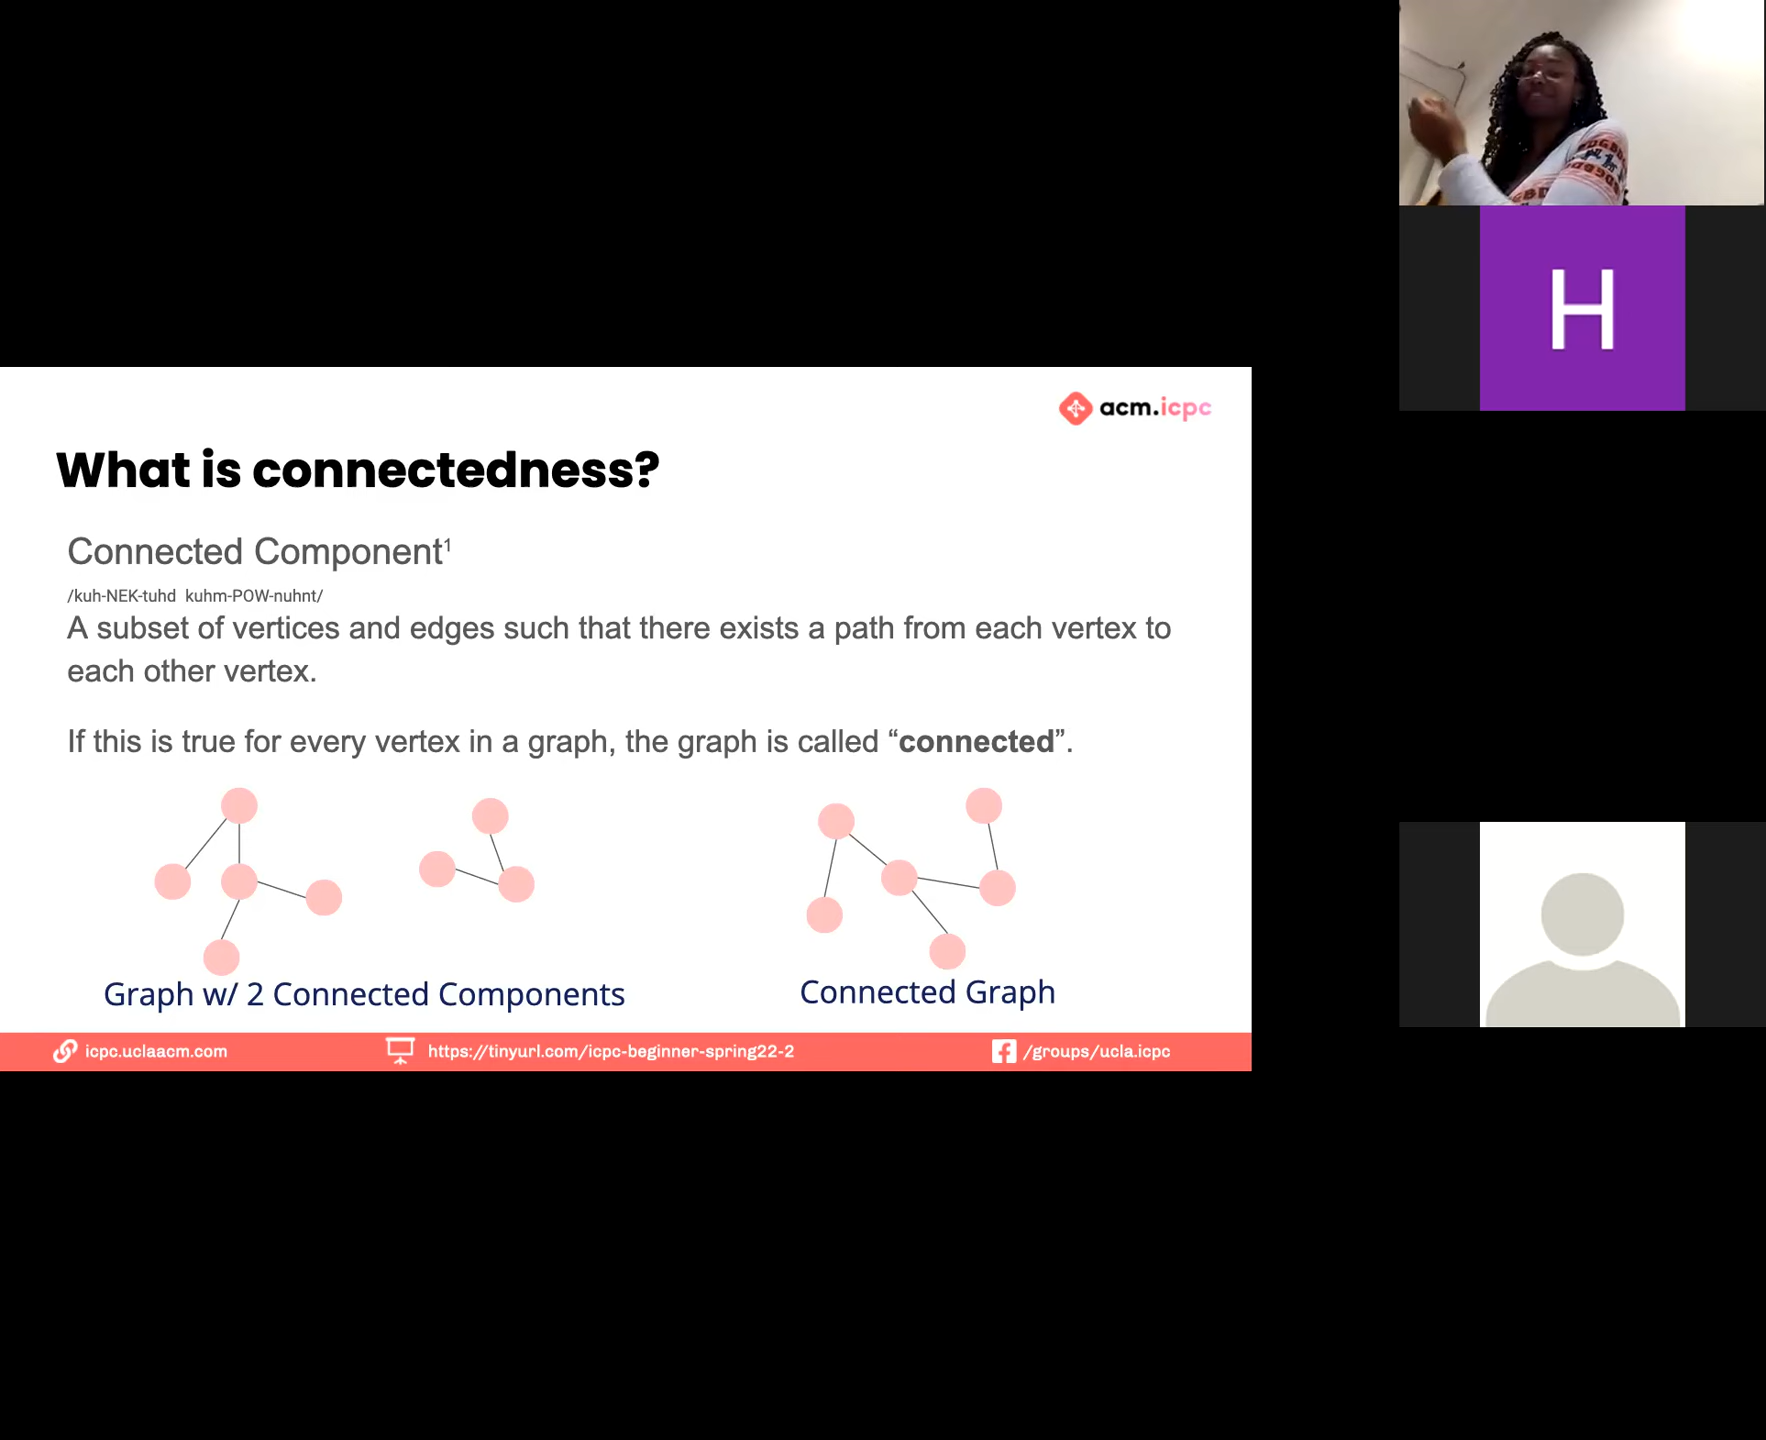 acm.icpc
What is connectedness?
Connected Component¹
/kuh-NEK-tuhd kuhm-POW-nuhnt/
A subset of vertices and edges such that there exists a path from each vertex to
each other vertex.
If this is true for every vertex in a graph, the graph is called “connected”.
Graph w/ 2 Connected Components
Connected Graph
icpc.uclaacm.com
https://tinyurl.com/icpc-beginner-spring22-2
/groups/ucla.icpc
H